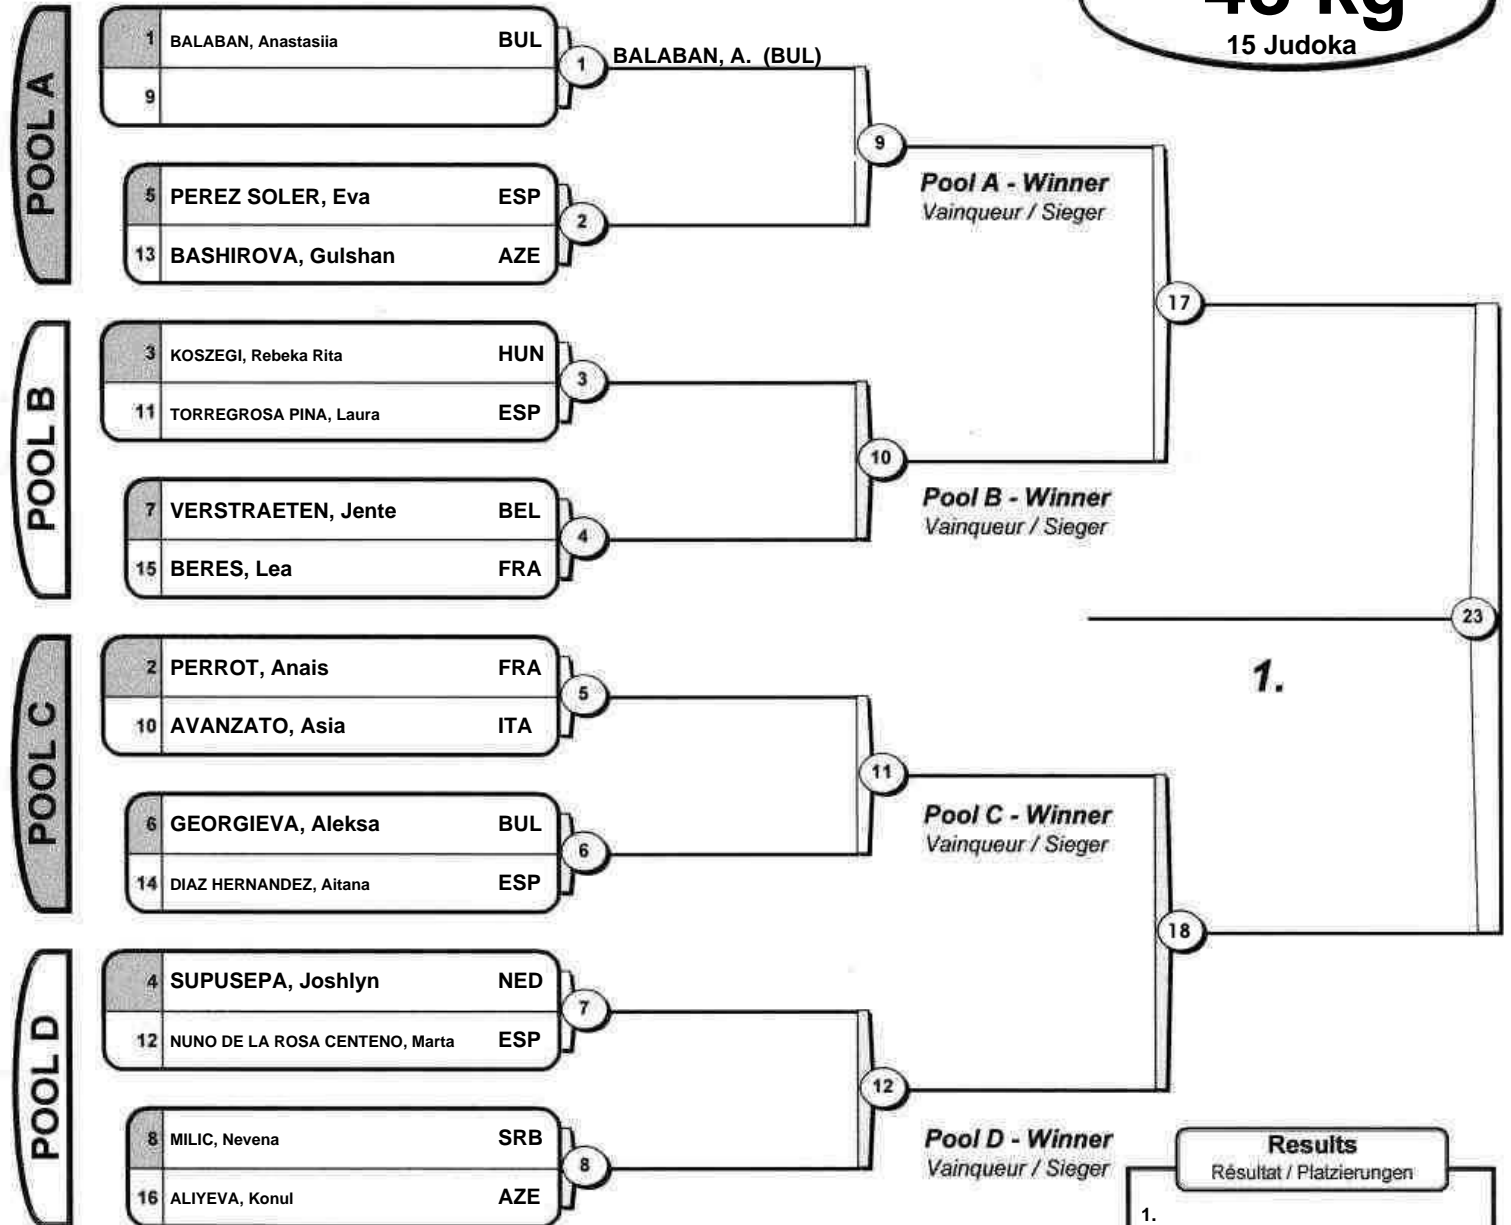 48 kg
15 Judoka
POOL A
1 BALABAN, Anastasiia BUL
9
1 BALABAN, A. (BUL)
5 PEREZ SOLER, Eva ESP
13 BASHIROVA, Gulshan AZE
2
9
Pool A - Winner
Vainqueur / Sieger
17
POOL B
3 KOSZEGI, Rebeka Rita HUN
11 TORREGROSA PINA, Laura ESP
3
7 VERSTRAETEN, Jente BEL
15 BERES, Lea FRA
4
10
Pool B - Winner
Vainqueur / Sieger
23
1.
POOL C
2 PERROT, Anais FRA
10 AVANZATO, Asia ITA
5
6 GEORGIEVA, Aleksa BUL
14 DIAZ HERNANDEZ, Aitana ESP
6
11
Pool C - Winner
Vainqueur / Sieger
18
POOL D
4 SUPUSEPA, Joshlyn NED
12 NUNO DE LA ROSA CENTENO, Marta ESP
7
8 MILIC, Nevena SRB
16 ALIYEVA, Konul AZE
8
12
Pool D - Winner
Vainqueur / Sieger
Results
Résultat / Platzierungen
1.